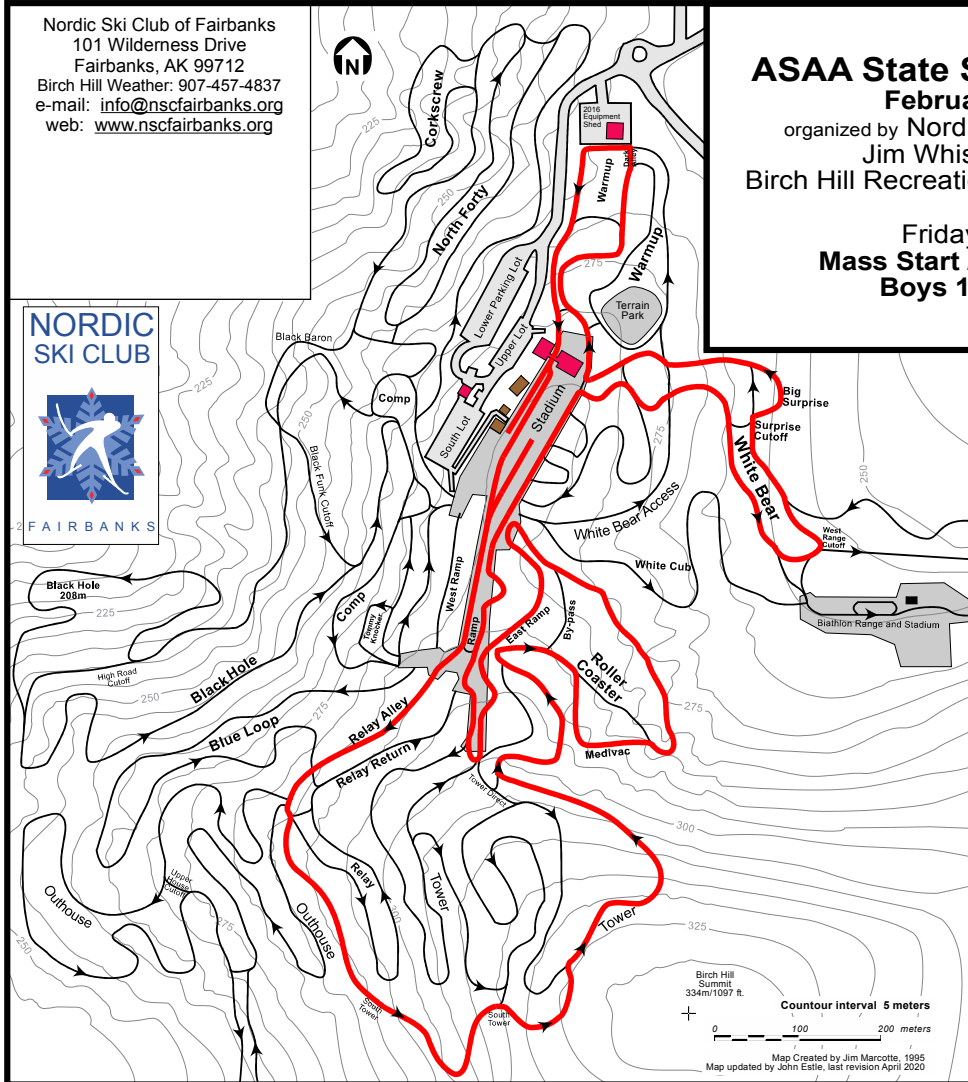 Nordic Ski Club of Fairbanks
101 Wilderness Drive
Fairbanks, AK 99712
Birch Hill Weather: 907-457-4837
e-mail: info@nscfairbanks.org
web: www.nscfairbanks.org
N
ASAA State S
Februa
organized by Nord
Jim Whis
Birch Hill Recreati
Friday
Mass Start
Boys 1
NORDIC
SKI CLUB
FAIRBANKS
Corkscrew
225
2016
Equipment
Shed
Dark Alley
Warmup
250
North Forty
275
Warmup
Lower Parking Lot
Terrain
Park
Upper Lot
Black Baron
225
Comp
Stadium
South Lot
250
Big
Surprise
Surprise
Cutoff
275
White Bear
250
Black Funk Cutoff
White Bear Access
West
Range
Cutoff
White Cub
Black Hole
208m
225
Comp
Tommy
Knocker
West Ramp
Ramp
East Ramp
By-pass
Biathlon Range and Stadium
High Road
Cutoff
250
Black Hole
Roller
Coaster
275
275
Blue Loop
Relay Alley
Relay Return
Medivac
Tower Direct
300
Upper
House
Cutoff
Relay
Tower
Outhouse
Outhouse
300
275
250
Tower
325
South
Tower
South
Tower
Birch Hill
Summit
334m/1097 ft.
Countour interval 5 meters
0 100 200 meters
Map Created by Jim Marcotte, 1995
Map updated by John Estle, last revision April 2020